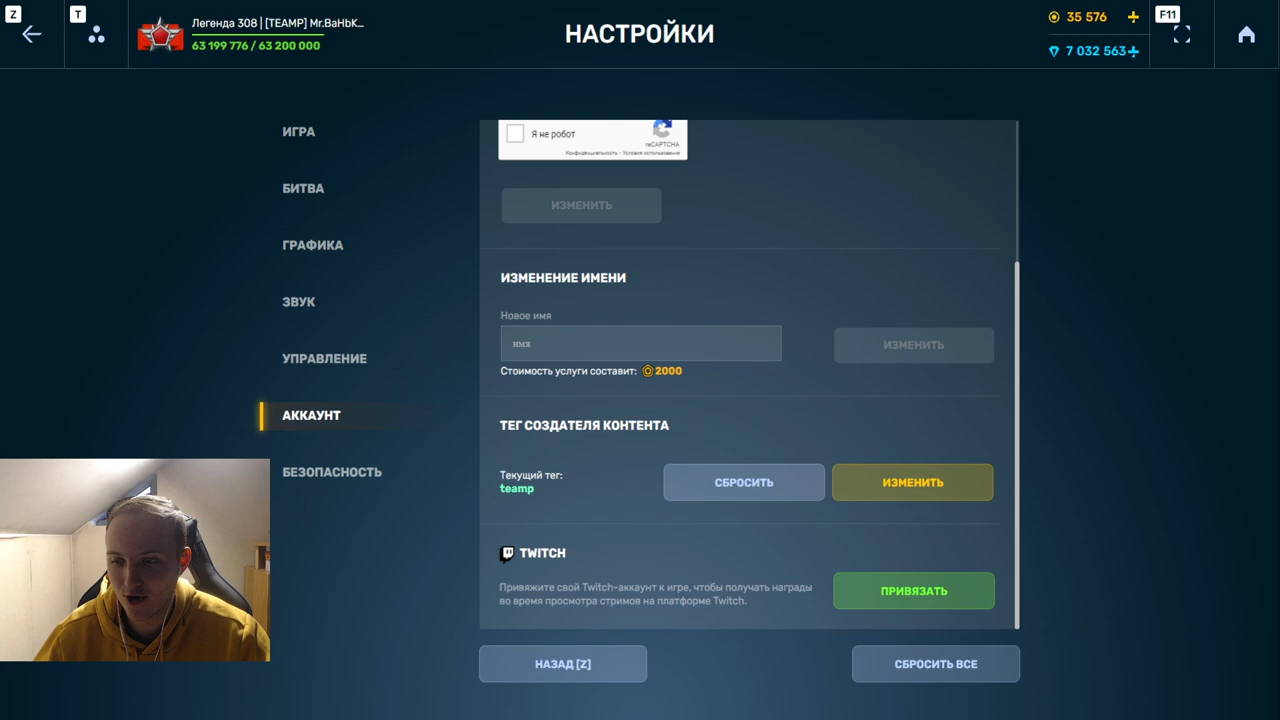 Z
T
Легенда 308 | [TEAMP] Mr.BaHbK...
63 199 776 / 63 200 000
НАСТРОЙКИ
35 576
7 032 563
F11
ИГРА
БИТВА
ГРАФИКА
ЗВУК
УПРАВЛЕНИЕ
АККАУНТ
БЕЗОПАСНОСТЬ
Я не робот
reCAPTCHA
Конфиденциальность - Условия использования
ИЗМЕНИТЬ
ИЗМЕНЕНИЕ ИМЕНИ
Новое имя
имя
ИЗМЕНИТЬ
Стоимость услуги составит: 2000
ТЕГ СОЗДАТЕЛЯ КОНТЕНТА
Текущий тег:
teamp
СБРОСИТЬ
ИЗМЕНИТЬ
TWITCH
Привяжите свой Twitch-аккаунт к игре, чтобы получать награды
во время просмотра стримов на платформе Twitch.
ПРИВЯЗАТЬ
НАЗАД [Z]
СБРОСИТЬ ВСЕ